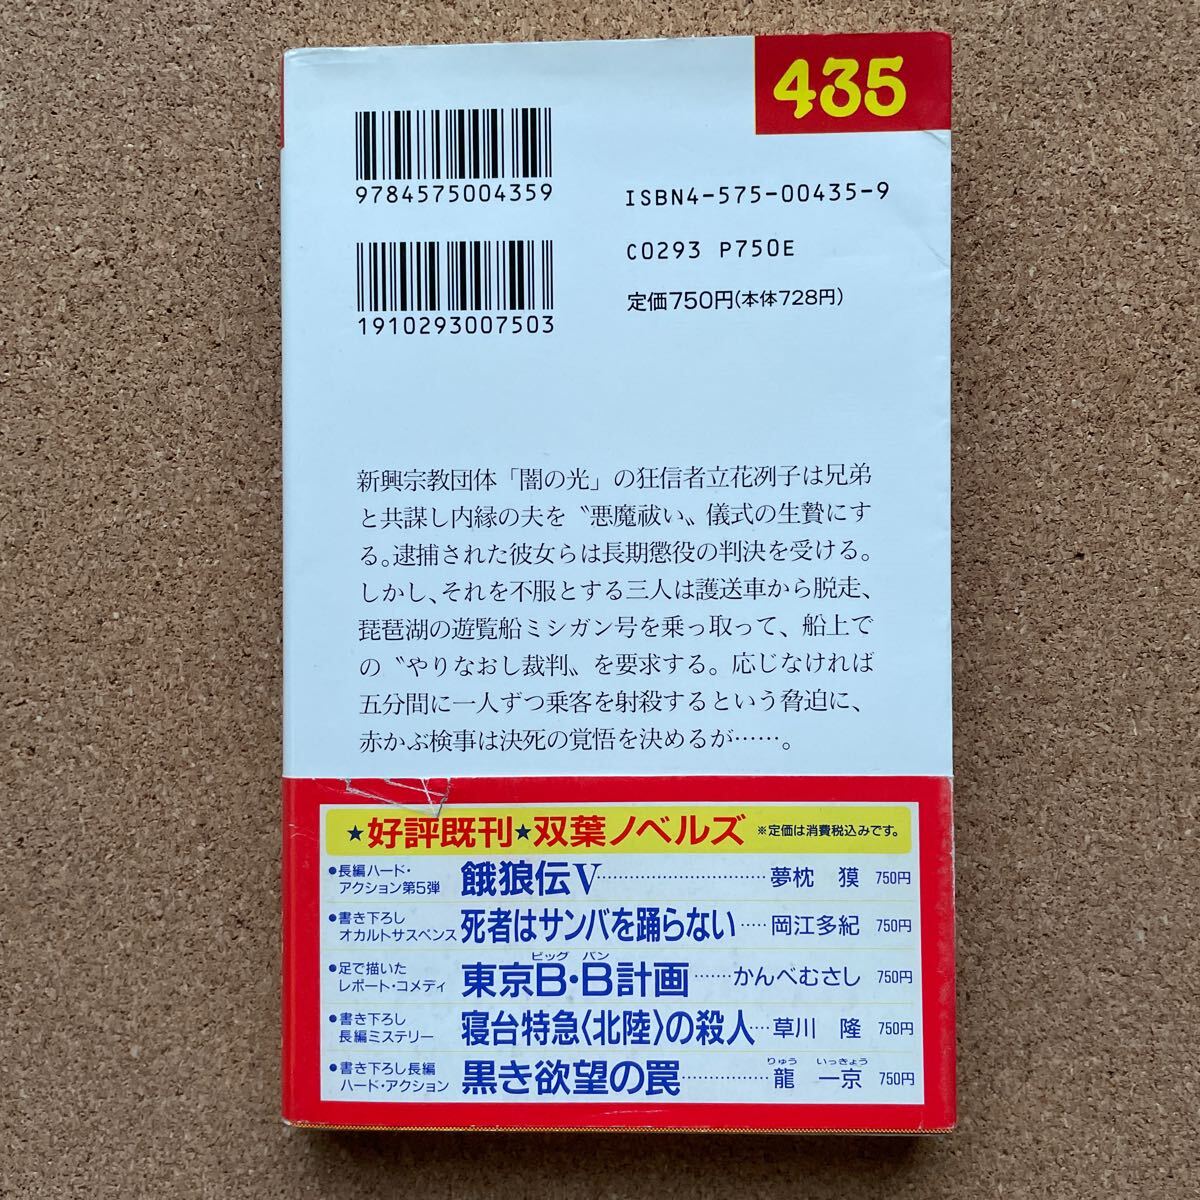 435
9784575004359
ISBN4-575-00435-9
C0293 P750E
1910293007503
定価750円(本体728円)
新興宗教団体「闇の光」の狂信者立花冽子は兄弟
と共謀し内縁の夫を〝悪魔祓い〟儀式の生贄にす
る。逮捕された彼女らは長期懲役の判決を受ける。
しかし、それを不服とする三人は護送車から脱走、
琵琶湖の遊覧船ミシガン号を乗っ取って、船上で
の〝やりなおし裁判〟を要求する。応じなければ
五分間に一人ずつ乗客を射殺するという脅迫に、
赤かぶ検事は決死の覚悟を決めるが……。
★好評既刊★双葉ノベルズ ※定価は消費税込みです。
●長編ハード・
アクション第5弾 餓狼伝Ⅴ……………………………夢枕 獏 750円
●書き下ろし
オカルトサスペンス 死者はサンバを踊らない……岡江多紀 750円
●足で描いた
レポート・コメディ 東京B・B計画………かんべむさし 750円
ビッグ バン
●書き下ろし
長編ミステリー 寝台特急〈北陸〉の殺人…草川 隆 750円
●書き下ろし長編
ハード・アクション 黒き欲望の罠………………龍 一京 750円
りゅう いっきょう